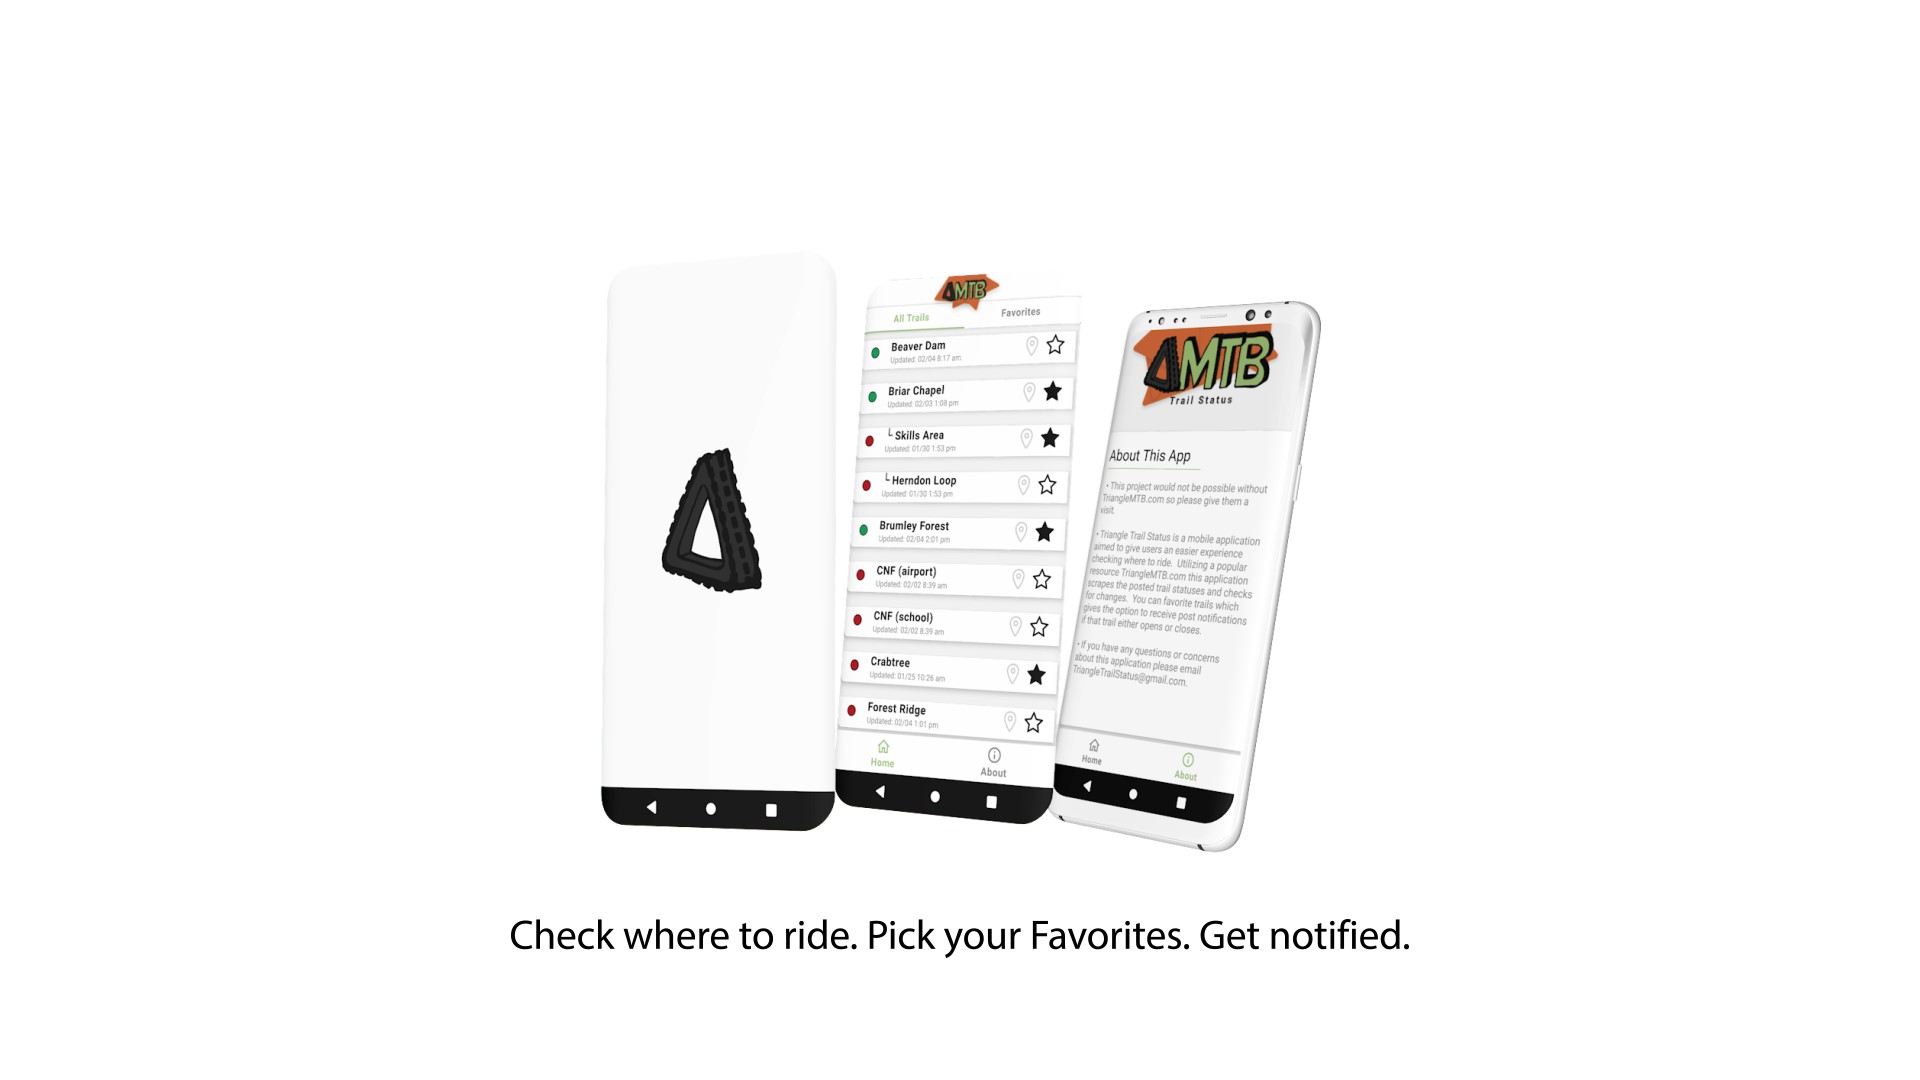 MTB
All Trails
Favorites
Beaver Dam
Updated: 02/04 8:17 am
Briar Chapel
Updated: 02/03 1:08 pm
Skills Area
Updated: 01/30 1:53 pm
Herndon Loop
Updated: 01/30 1:53 pm
Brumley Forest
Updated: 02/04 2:01 pm
CNF (airport)
Updated: 02/02 8:39 am
CNF (school)
Updated: 02/02 8:39 am
Crabtree
Updated: 01/25 10:26 am
Forest Ridge
Updated: 02/04 1:01 pm
Home
About
MTB
Trail Status
About This App
• This project would not be possible without
TriangleMTB.com so please give them a
visit.
• Triangle Trail Status is a mobile application
aimed to give users an easier experience
checking where to ride. Utilizing a popular
resource TriangleMTB.com this application
scrapes the posted trail statuses and checks
for changes. You can favorite trails which
gives the option to receive post notifications
if that trail either opens or closes.
• If you have any questions or concerns
about this application please email
TriangleTrailStatus@gmail.com.
Home
About
Check where to ride. Pick your Favorites. Get notified.